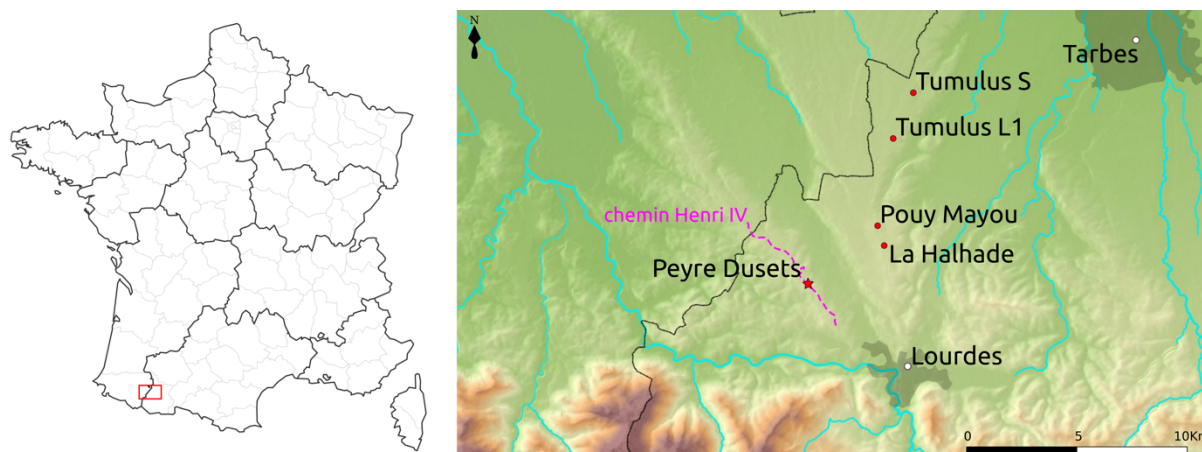 N
Tarbes
Tumulus S
Tumulus L1
chemin Henri IV
Pouy Mayou
La Halhade
Peyre Dusets
Lourdes
0 5 10Km